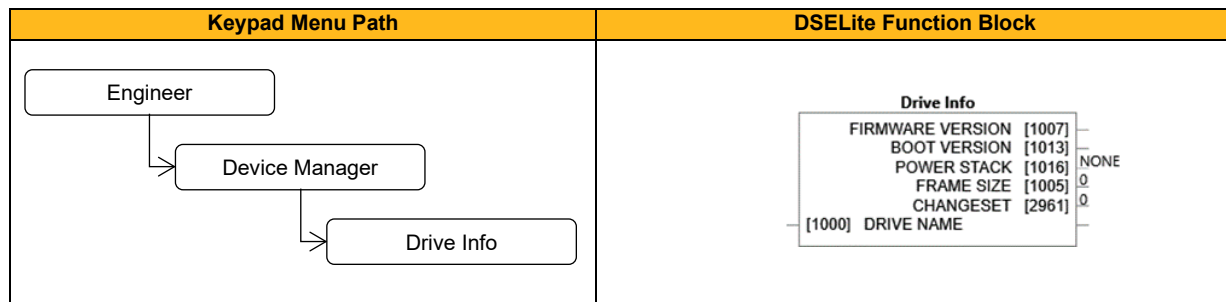 Keypad Menu Path
DSELite Function Block
Engineer
Device Manager
Drive Info
Drive Info
FIRMWARE VERSION [1007]
BOOT VERSION [1013]
POWER STACK [1016] NONE
FRAME SIZE [1005] 0
CHANGESET [2961] 0
[1000] DRIVE NAME